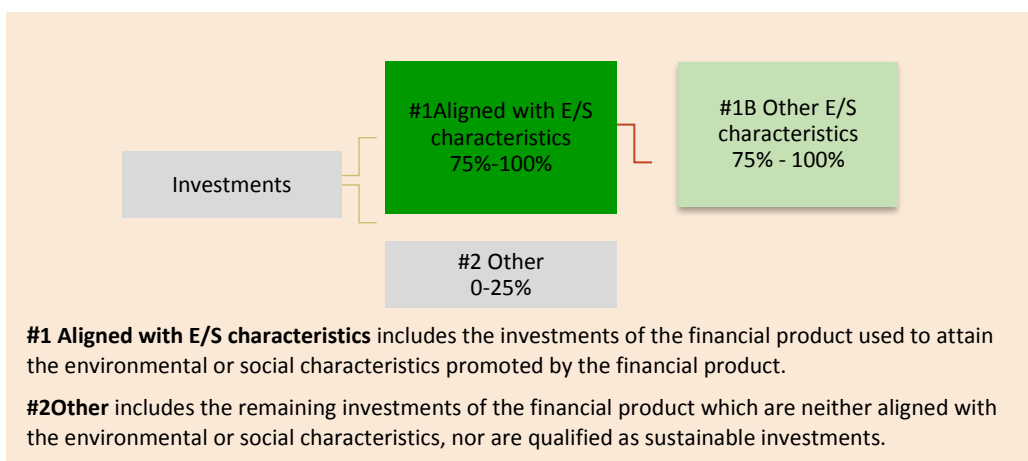 #1Aligned with E/S
characteristics
75%-100%
#1B Other E/S
characteristics
75% - 100%
Investments
#2 Other
0-25%
#1 Aligned with E/S characteristics includes the investments of the financial product used to attain
the environmental or social characteristics promoted by the financial product.
#2Other includes the remaining investments of the financial product which are neither aligned with
the environmental or social characteristics, nor are qualified as sustainable investments.